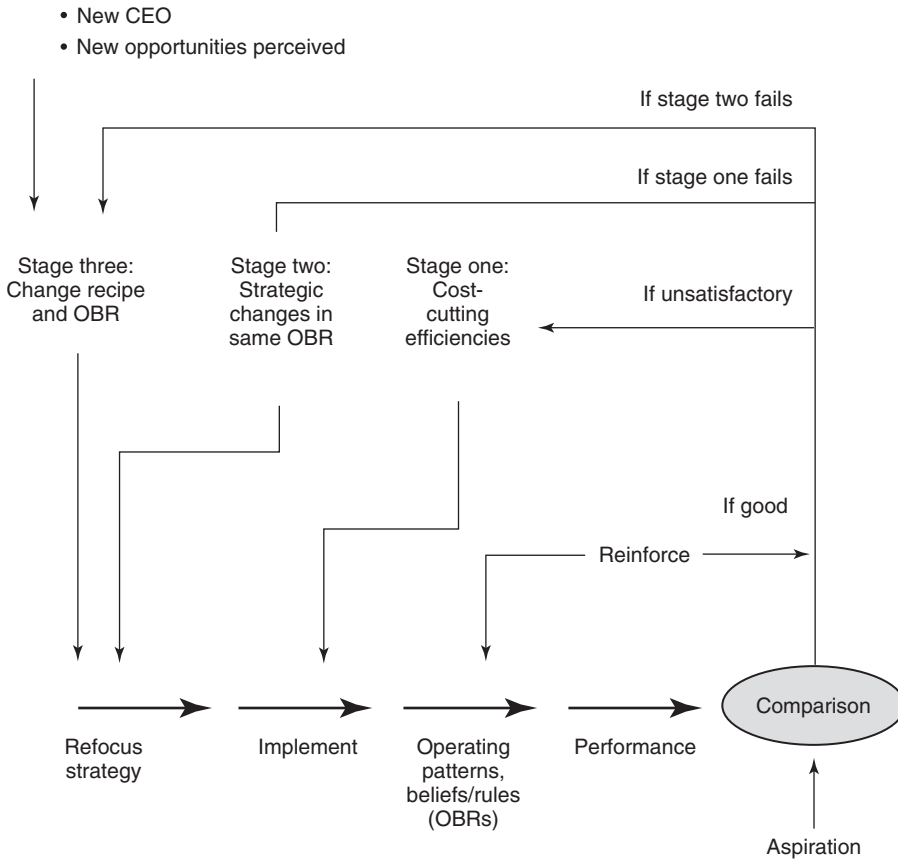 • New CEO
• New opportunities perceived
If stage two fails
If stage one fails
Stage three:
Change recipe
and OBR
Stage two:
Strategic
changes in
same OBR
Stage one:
Cost-
cutting
efficiencies
If unsatisfactory
If good
Reinforce
Comparison
Refocus
strategy
Implement
Operating
patterns,
beliefs/rules
(OBRs)
Performance
Aspiration